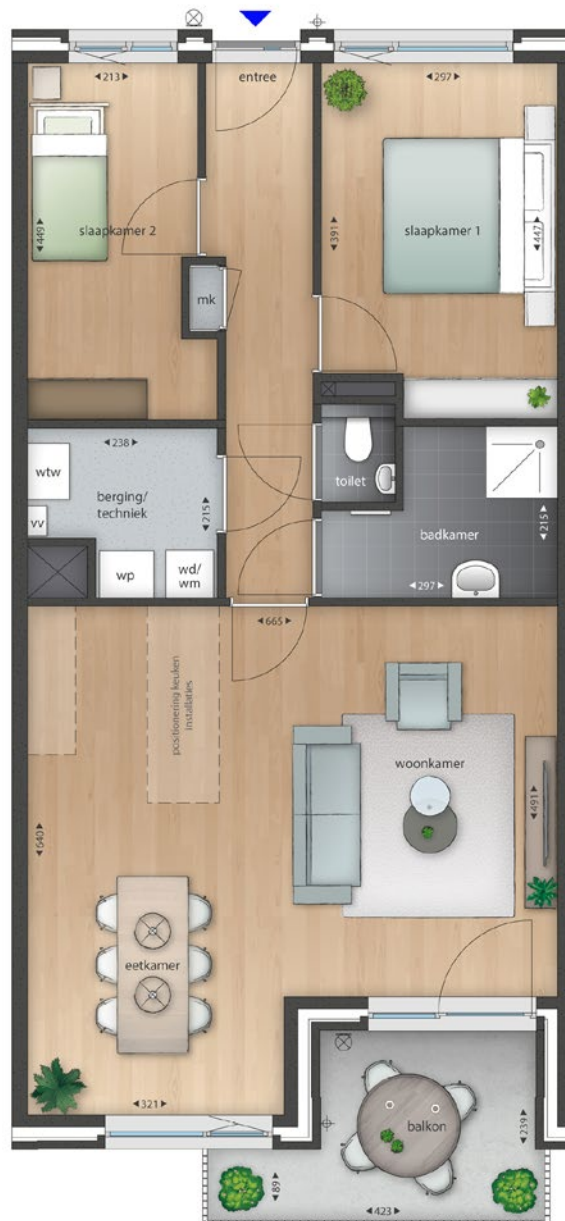 entree
213
297
slaapkamer 2
449
slaapkamer 1
391
447
mk
238
wtw
berging/
techniek
215
toilet
vv
wp
wd/
wm
badkamer
215
297
665
positionering keuken
installaties
woonkamer
491
640
eetkamer
321
balkon
239
89
423